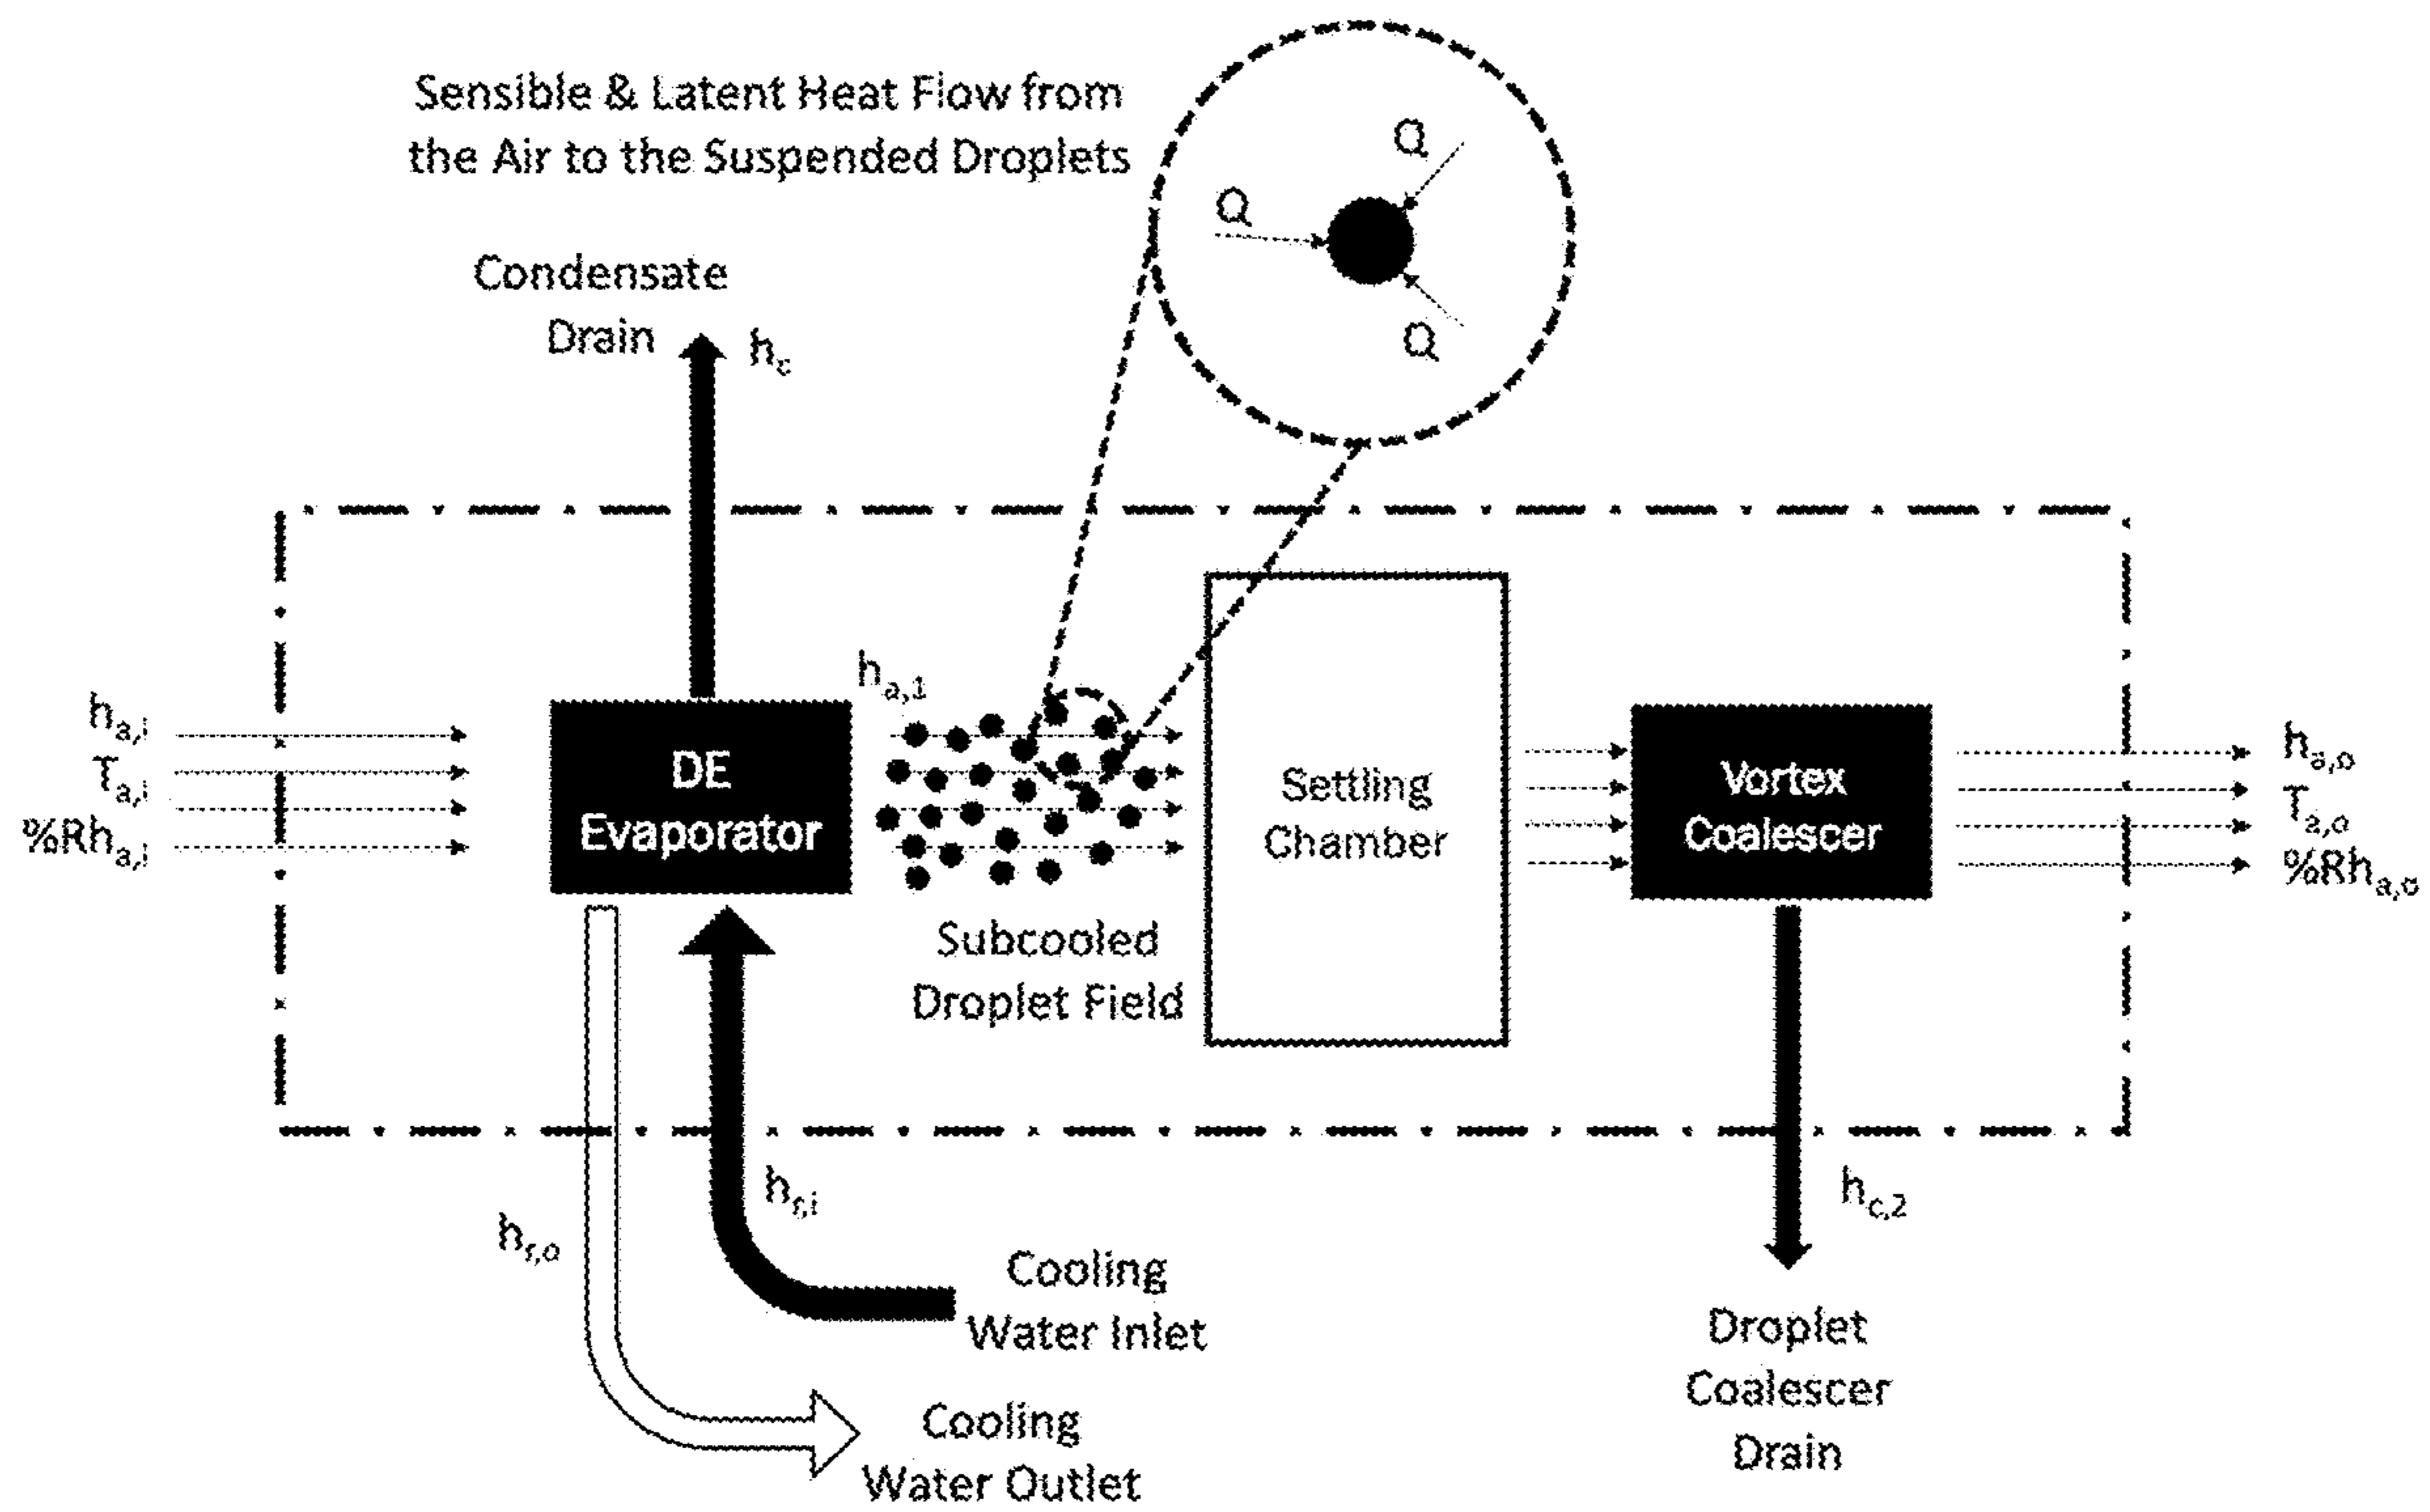 Sensible & Latent Heat Flow from
the Air to the Suspended Droplets
Q
Q
Q
Condensate
Drain
h_c
h_a,i
T_a,i
%Rh_a,i
DE
Evaporator
h_a,1
Subcooled
Droplet Field
Settling
Chamber
Vortex
Coalescer
h_a,o
T_a,o
%Rh_a,o
h_r,o
h_r,i
Cooling
Water Inlet
Cooling
Water Outlet
h_c,2
Droplet
Coalescer
Drain